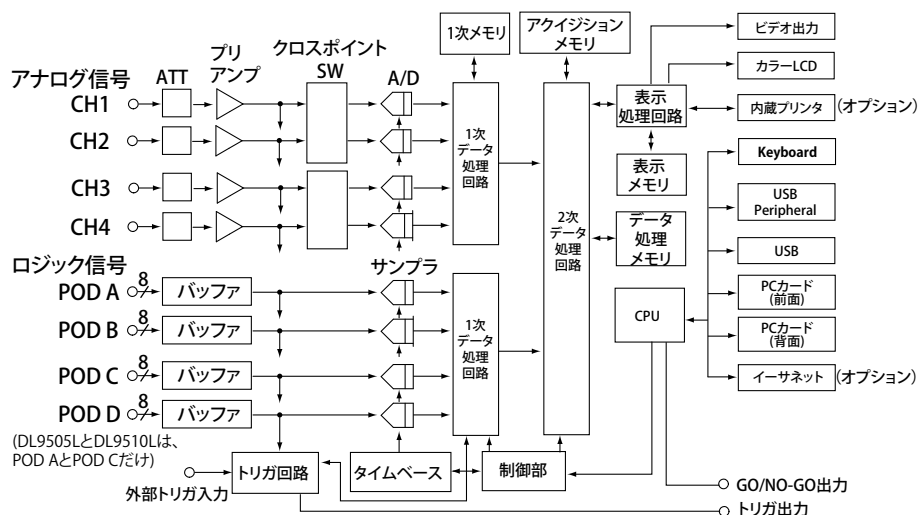 アナログ信号
ATT
プリ
アンプ
クロスポイント
SW
A/D
CH1
CH2
CH3
CH4
1次メモリ
アクイジション
メモリ
1次
データ
処理
回路
2次
データ
処理
回路
表示
処理回路
表示
メモリ
データ
処理
メモリ
ビデオ出力
カラーLCD
内蔵プリンタ
(オプション)
Keyboard
USB
Peripheral
USB
PCカード
(前面)
PCカード
(背面)
イーサネット
(オプション)
CPU
ロジック信号
サンプラ
POD A
8
バッファ
POD B
8
バッファ
POD C
8
バッファ
POD D
8
バッファ
1次
データ
処理
回路
(DL9505LとDL9510Lは、
POD AとPOD Cだけ)
外部トリガ入力
トリガ回路
タイムベース
制御部
GO/NO-GO出力
トリガ出力